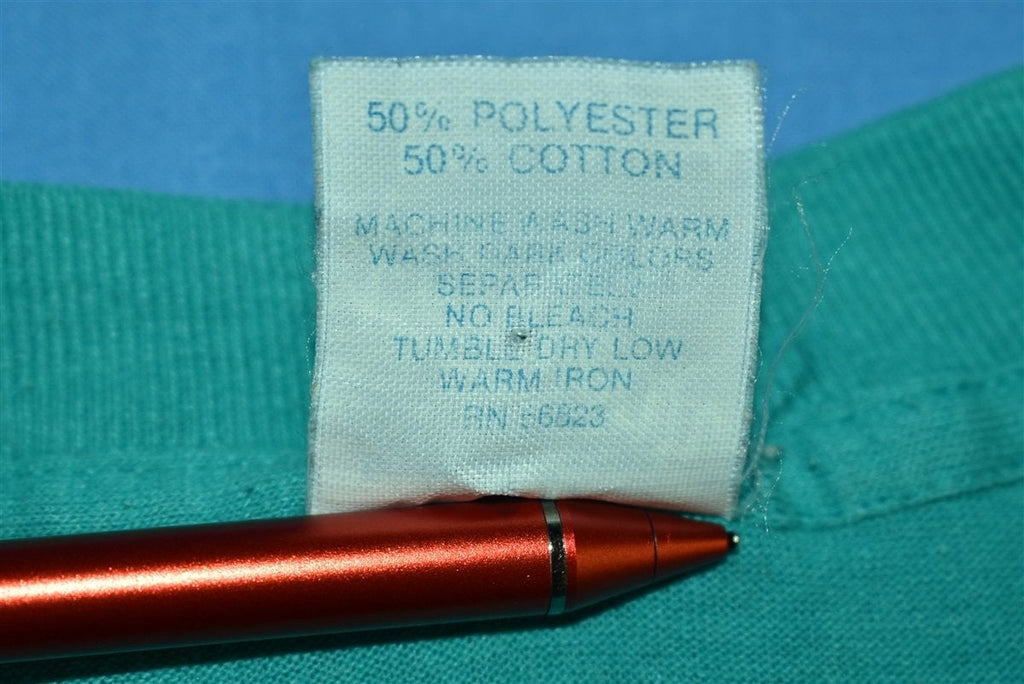 50% POLYESTER
50% COTTON
MACHINE WASH WARM
WASH DARK COLORS
SEPARATELY
NO BLEACH
TUMBLE DRY LOW
WARM IRON
RN